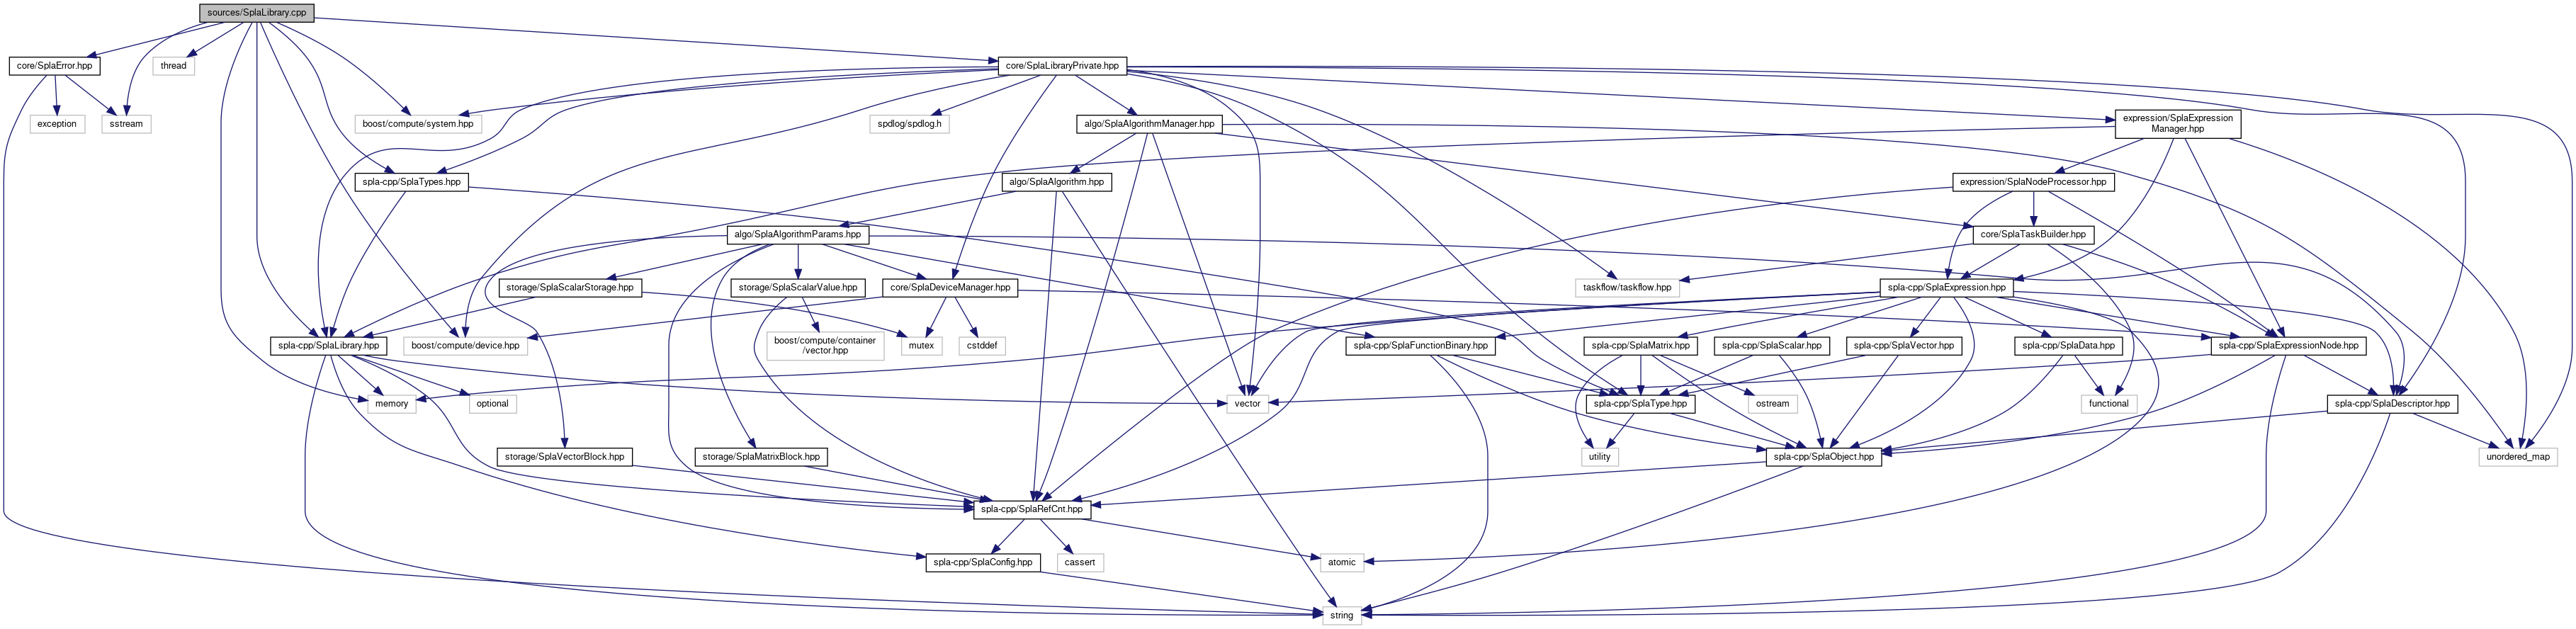 sources/SplaLibrary.cpp
core/SplaError.hpp
thread
core/SplaLibraryPrivate.hpp
exception
sstream
boost/compute/system.hpp
spdlog/spdlog.h
algo/SplaAlgorithmManager.hpp
expression/SplaExpression
Manager.hpp
spla-cpp/SplaTypes.hpp
algo/SplaAlgorithm.hpp
expression/SplaNodeProcessor.hpp
algo/SplaAlgorithmParams.hpp
core/SplaTaskBuilder.hpp
storage/SplaScalarStorage.hpp
storage/SplaScalarValue.hpp
core/SplaDeviceManager.hpp
taskflow/taskflow.hpp
spla-cpp/SplaExpression.hpp
spla-cpp/SplaLibrary.hpp
boost/compute/device.hpp
boost/compute/container
/vector.hpp
mutex
cstddef
spla-cpp/SplaFunctionBinary.hpp
spla-cpp/SplaMatrix.hpp
spla-cpp/SplaScalar.hpp
spla-cpp/SplaVector.hpp
spla-cpp/SplaData.hpp
spla-cpp/SplaExpressionNode.hpp
memory
optional
vector
spla-cpp/SplaType.hpp
ostream
functional
spla-cpp/SplaDescriptor.hpp
storage/SplaVectorBlock.hpp
storage/SplaMatrixBlock.hpp
utility
spla-cpp/SplaObject.hpp
unordered_map
spla-cpp/SplaRefCnt.hpp
spla-cpp/SplaConfig.hpp
cassert
atomic
string